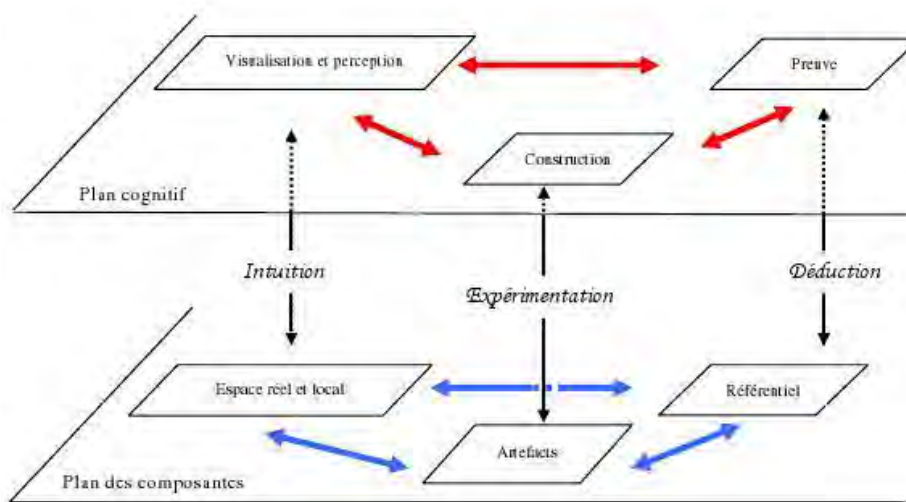 Visualisation et perception
Preuve
Construction
Plan cognitif
Intuition
Expérimentation
Déduction
Espace réel et local
Référentiel
Artefacts
Plan des composantes